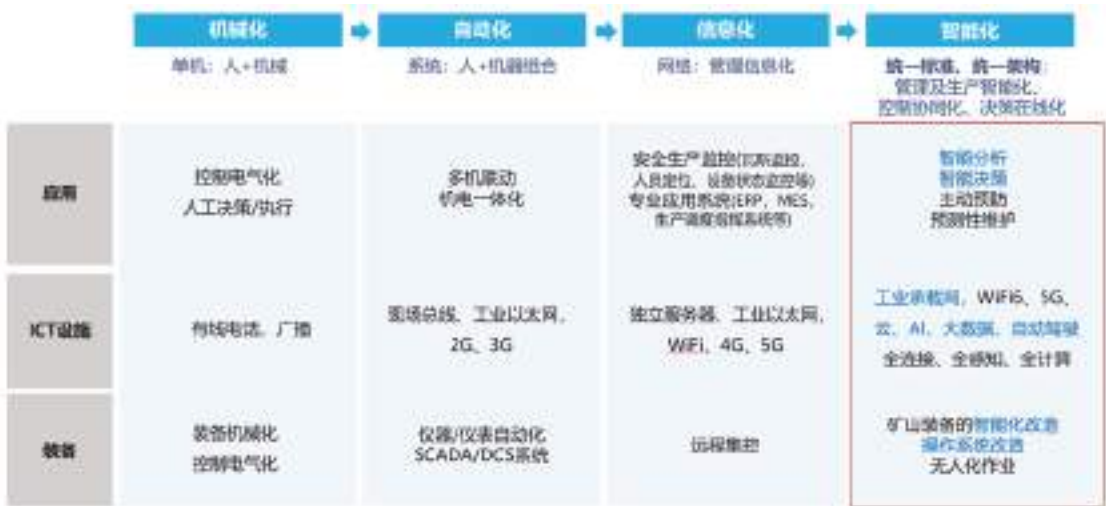 机械化
自动化
信息化
智能化
单机：人+机械
系统：人+机器组合
网络：管理信息化
统一标准、统一架构：
管理及生产智能化、
控制协同化、决策在线化
应用
控制电气化
人工决策/执行
多机联动
机电一体化
安全生产监控(瓦斯监控、
人员定位、设备状态监控等)
专业应用系统(ERP、MES、
生产调度指挥系统等)
智能分析
智能决策
主动预防
预测性维护
ICT设施
有线电话、广播
现场总线、工业以太网、
2G、3G
独立服务器、工业以太网、
WiFi、4G、5G
工业承载网、WiFi6、5G、
云、AI、大数据、自动驾驶
全连接、全感知、全计算
装备
装备机械化
控制电气化
仪器/仪表自动化
SCADA/DCS系统
远程集控
矿山装备的智能化改造
操作系统改造
无人化作业